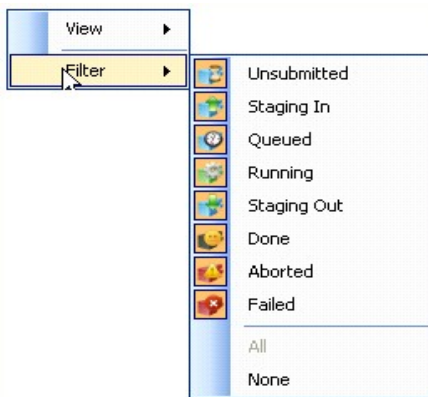 View
Filter
Unsubmitted
Staging In
Queued
Running
Staging Out
Done
Aborted
Failed
All
None